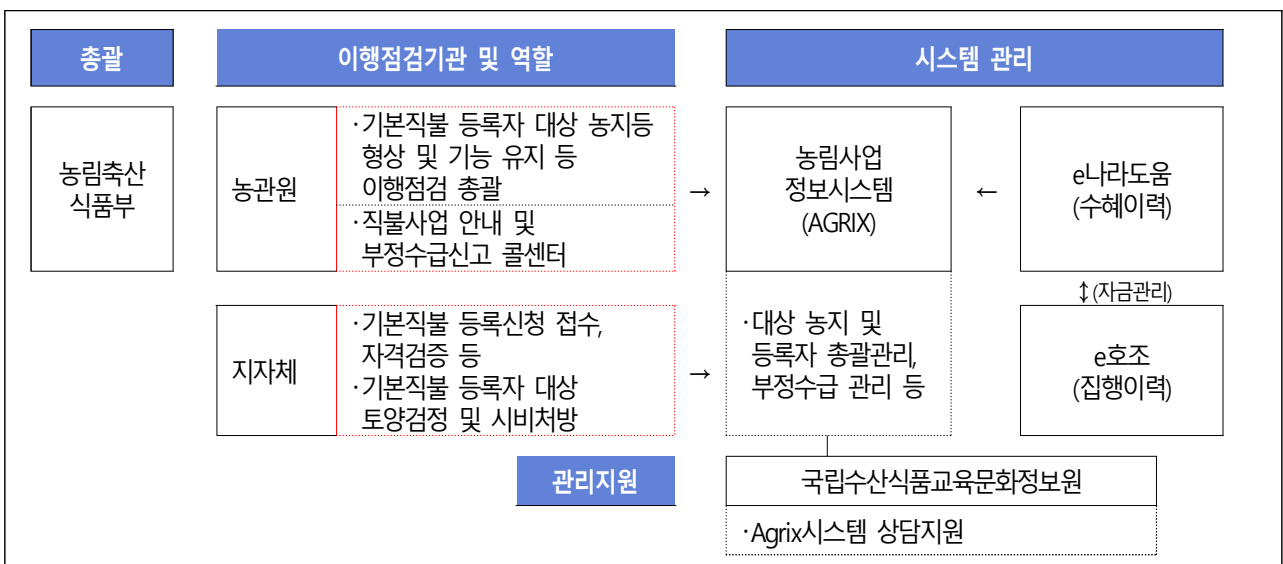 총괄
이행점검기관 및 역할
시스템 관리
농림축산
식품부
농관원
·기본직불 등록자 대상 농지등
형상 및 기능 유지 등
이행점검 총괄
·직불사업 안내 및
부정수급신고 콜센터
→
농림사업
정보시스템
(AGRIX)
←
e나라도움
(수혜이력)
↕(자금관리)
지자체
·기본직불 등록신청 접수,
자격검증 등
·기본직불 등록자 대상
토양검정 및 시비처방
→
·대상 농지 및
등록자 총괄관리,
부정수급 관리 등
e호조
(집행이력)
관리지원
국립수산식품교육문화정보원
·Agrix시스템 상담지원